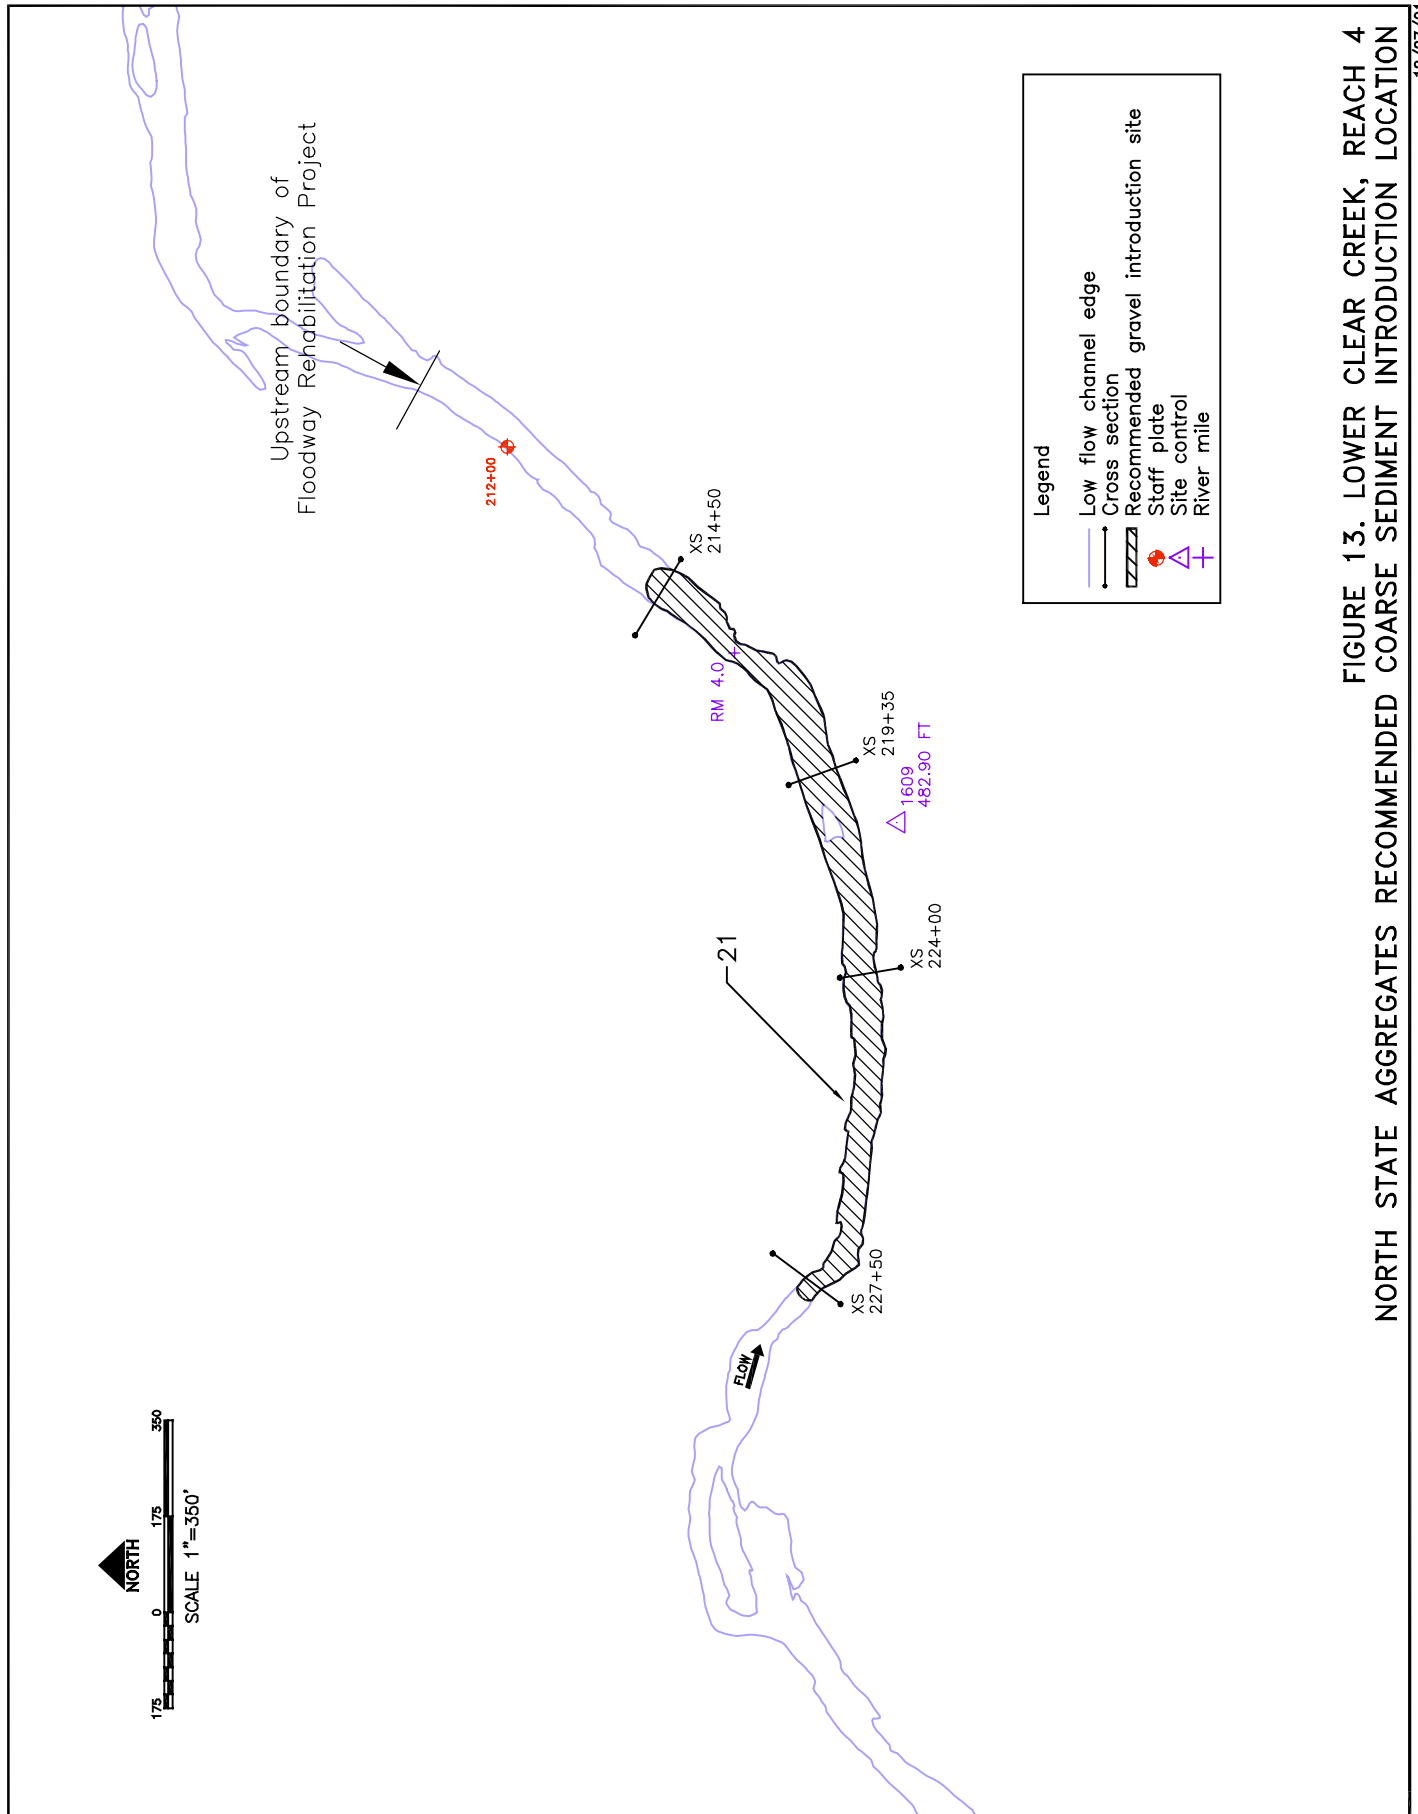 NORTH
175 0 175 350
SCALE 1"=350'
Upstream boundary of
Floodway Rehabilitation Project
212+00
XS
214+50
RM 4.0
XS
219+35
1609
482.90 FT
21
XS
224+00
XS
227+50
FLOW
Legend
Low flow channel edge
Cross section
Recommended gravel introduction site
Staff plate
Site control
River mile
FIGURE 13. LOWER CLEAR CREEK, REACH 4
NORTH STATE AGGREGATES RECOMMENDED COARSE SEDIMENT INTRODUCTION LOCATION